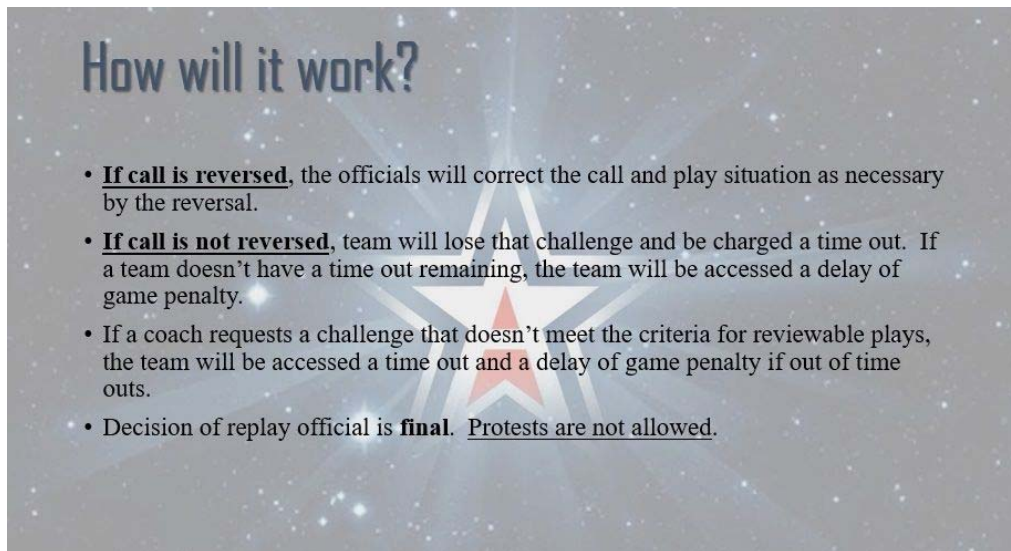 How will it work?
• If call is reversed, the officials will correct the call and play situation as necessary
by the reversal.
• If call is not reversed, team will lose that challenge and be charged a time out.  If
a team doesn’t have a time out remaining, the team will be accessed a delay of
game penalty.
• If a coach requests a challenge that doesn’t meet the criteria for reviewable plays,
the team will be accessed a time out and a delay of game penalty if out of time
outs.
• Decision of replay official is final.  Protests are not allowed.